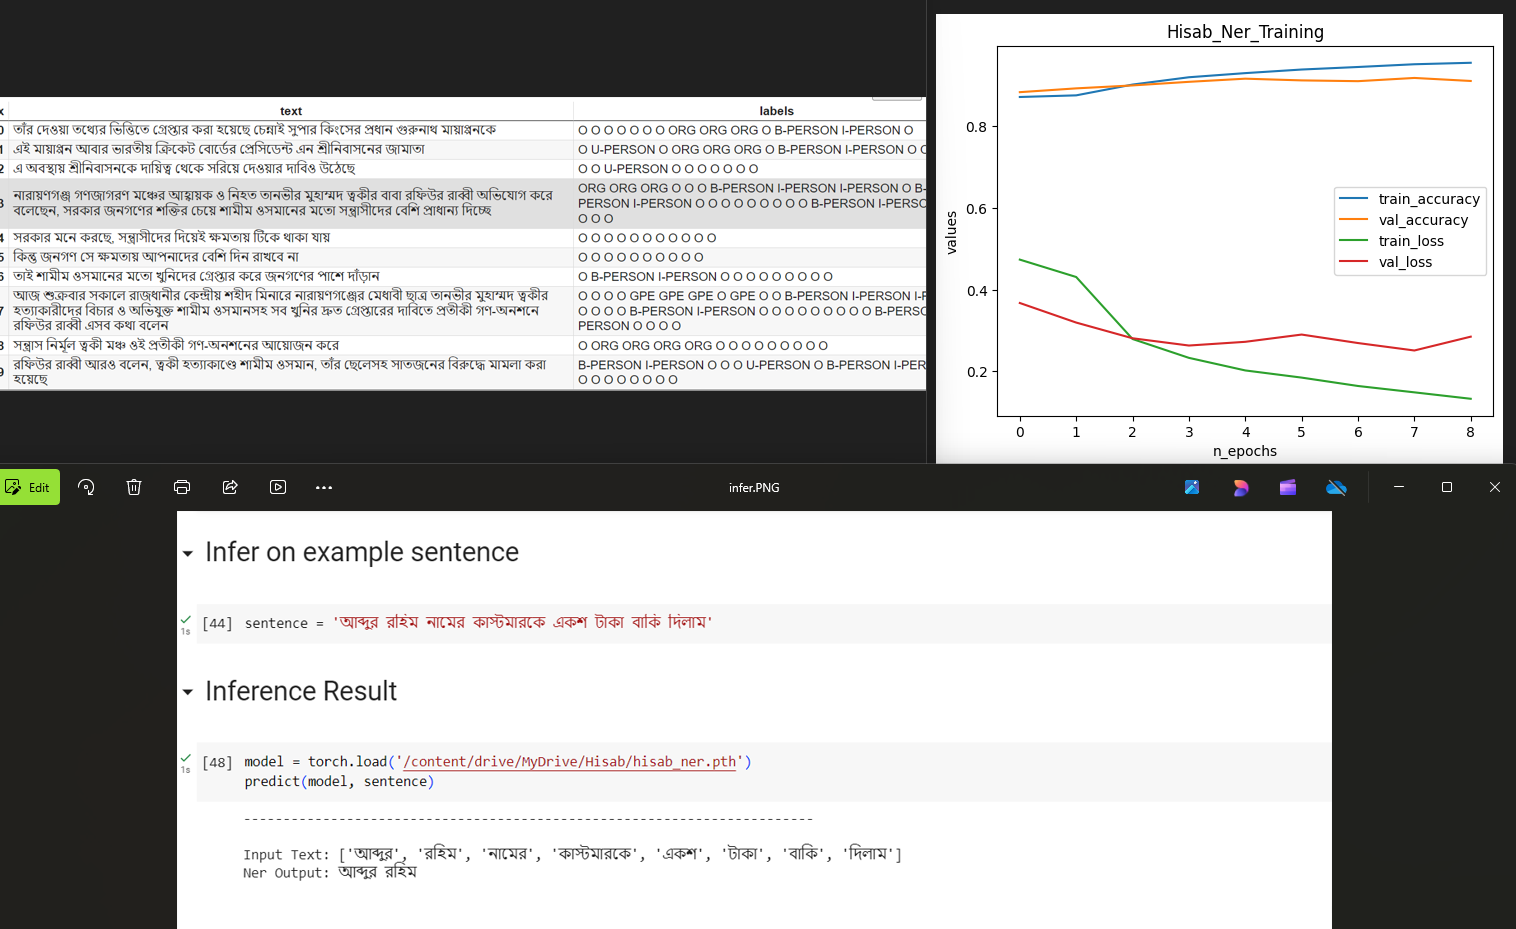 x text labels
0 তাঁর দেওয়া তথ্যের ভিত্তিতে গ্রেপ্তার করা হয়েছে চেন্নাই সুপার কিংসের প্রধান গুরুনাথ মায়াপ্পনকে O O O O O O O ORG ORG ORG O B-PERSON I-PERSON O
1 এই মায়াপ্পন আবার ভারতীয় ক্রিকেট বোর্ডের প্রেসিডেন্ট এন শ্রীনিবাসনের জামাতা O U-PERSON O ORG ORG ORG O B-PERSON I-PERSON O
2 এ অবস্থায় শ্রীনিবাসনকে দায়িত্ব থেকে সরিয়ে দেওয়ার দাবিও উঠেছে O O U-PERSON O O O O O O O
3 নারায়ণগঞ্জ গণজাগরণ মঞ্চের আহ্বায়ক ও নিহত তানভীর মুহাম্মদ ত্বকীর বাবা রফিউর রাব্বী অভিযোগ করে
বলেছেন, সরকার জনগণের শক্তির চেয়ে শামীম ওসমানের মতো সন্ত্রাসীদের বেশি প্রাধান্য দিচ্ছে
ORG ORG ORG O O O B-PERSON I-PERSON I-PERSON O B-
PERSON I-PERSON O O O O O O O O O B-PERSON I-PERSO
O O O
4 সরকার মনে করছে, সন্ত্রাসীদের দিয়েই ক্ষমতায় টিকে থাকা যায় O O O O O O O O O O O
5 কিন্তু জনগণ সে ক্ষমতায় আপনাদের বেশি দিন রাখবে না O O O O O O O O O O
6 তাই শামীম ওসমানের মতো খুনিদের গ্রেপ্তার করে জনগণের পাশে দাঁড়ান O B-PERSON I-PERSON O O O O O O O O O
7 আজ শুক্রবার সকালে রাজধানীর কেন্দ্রীয় শহীদ মিনারে নারায়ণগঞ্জের মেধাবী ছাত্র তানভীর মুহাম্মদ ত্বকীর
হত্যাকারীদের বিচার ও অভিযুক্ত শামীম ওসমানসহ সব খুনির দ্রুত গ্রেপ্তারের দাবিতে প্রতীকী গণ-অনশনে
রফিউর রাব্বী এসব কথা বলেন
O O O O GPE GPE GPE O GPE O O B-PERSON I-PERSON I-P
O O O O B-PERSON I-PERSON O O O O O O O O O B-PERSO
PERSON O O O O
8 সন্ত্রাস নির্মূল ত্বকী মঞ্চ ওই প্রতীকী গণ-অনশনের আয়োজন করে O ORG ORG ORG ORG O O O O O O O O O
9 রফিউর রাব্বী আরও বলেন, ত্বকী হত্যাকাণ্ডে শামীম ওসমান, তাঁর ছেলেসহ সাতজনের বিরুদ্ধে মামলা করা
হয়েছে
B-PERSON I-PERSON O O O U-PERSON O B-PERSON I-PER
O O O O O O O O
Hisab_Ner_Training
values
0.8
0.6
0.4
0.2
train_accuracy
val_accuracy
train_loss
val_loss
0 1 2 3 4 5 6 7 8
n_epochs
Edit infer.PNG
Infer on example sentence
[44] sentence = 'আব্দুর রহিম নামের কাস্টমারকে একশ টাকা বাকি দিলাম'
1s
Inference Result
[48] model = torch.load('/content/drive/MyDrive/Hisab/hisab_ner.pth')
1s
predict(model, sentence)
------------------------------------------------------------------------
Input Text: ['আব্দুর', 'রহিম', 'নামের', 'কাস্টমারকে', 'একশ', 'টাকা', 'বাকি', 'দিলাম']
Ner Output: আব্দুর রহিম